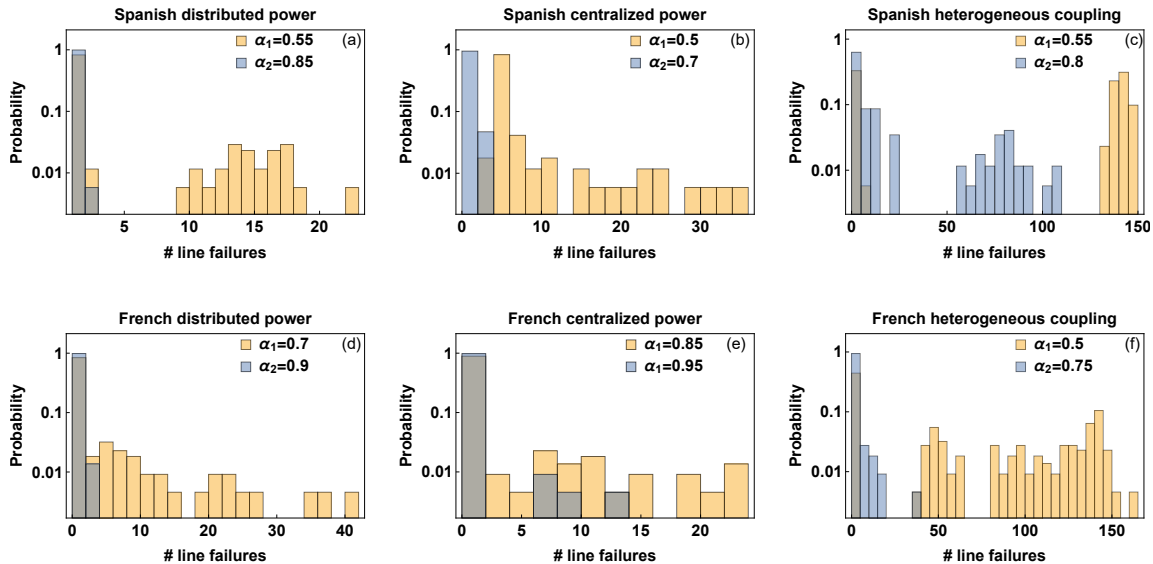 Spanish distributed power
(a)
α1=0.55
α2=0.85
Probability
1
0.1
0.01
5
10
15
20
# line failures
Spanish centralized power
(b)
α1=0.5
α2=0.7
Probability
1
0.1
0.01
0
10
20
30
# line failures
Spanish heterogeneous coupling
(c)
α1=0.55
α2=0.8
Probability
1
0.1
0.01
0
50
100
150
# line failures
French distributed power
(d)
α1=0.7
α2=0.9
Probability
1
0.1
0.01
0
10
20
30
40
# line failures
French centralized power
(e)
α1=0.85
α1=0.95
Probability
1
0.1
0.01
0
5
10
15
20
# line failures
French heterogeneous coupling
(f)
α1=0.5
α2=0.75
Probability
1
0.1
0.01
0
50
100
150
# line failures